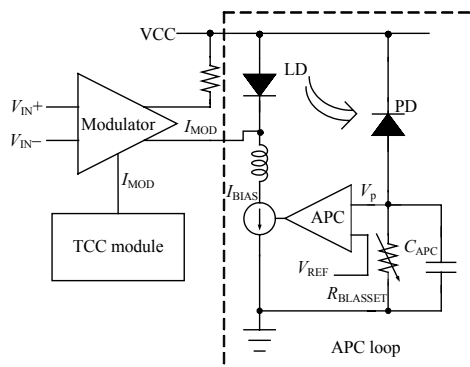 VCC
LD
PD
V_IN+
V_IN−
Modulator
I_MOD
I_MOD
I_BIAS
V_p
APC
TCC module
V_REF
C_APC
R_BLASSET
APC loop